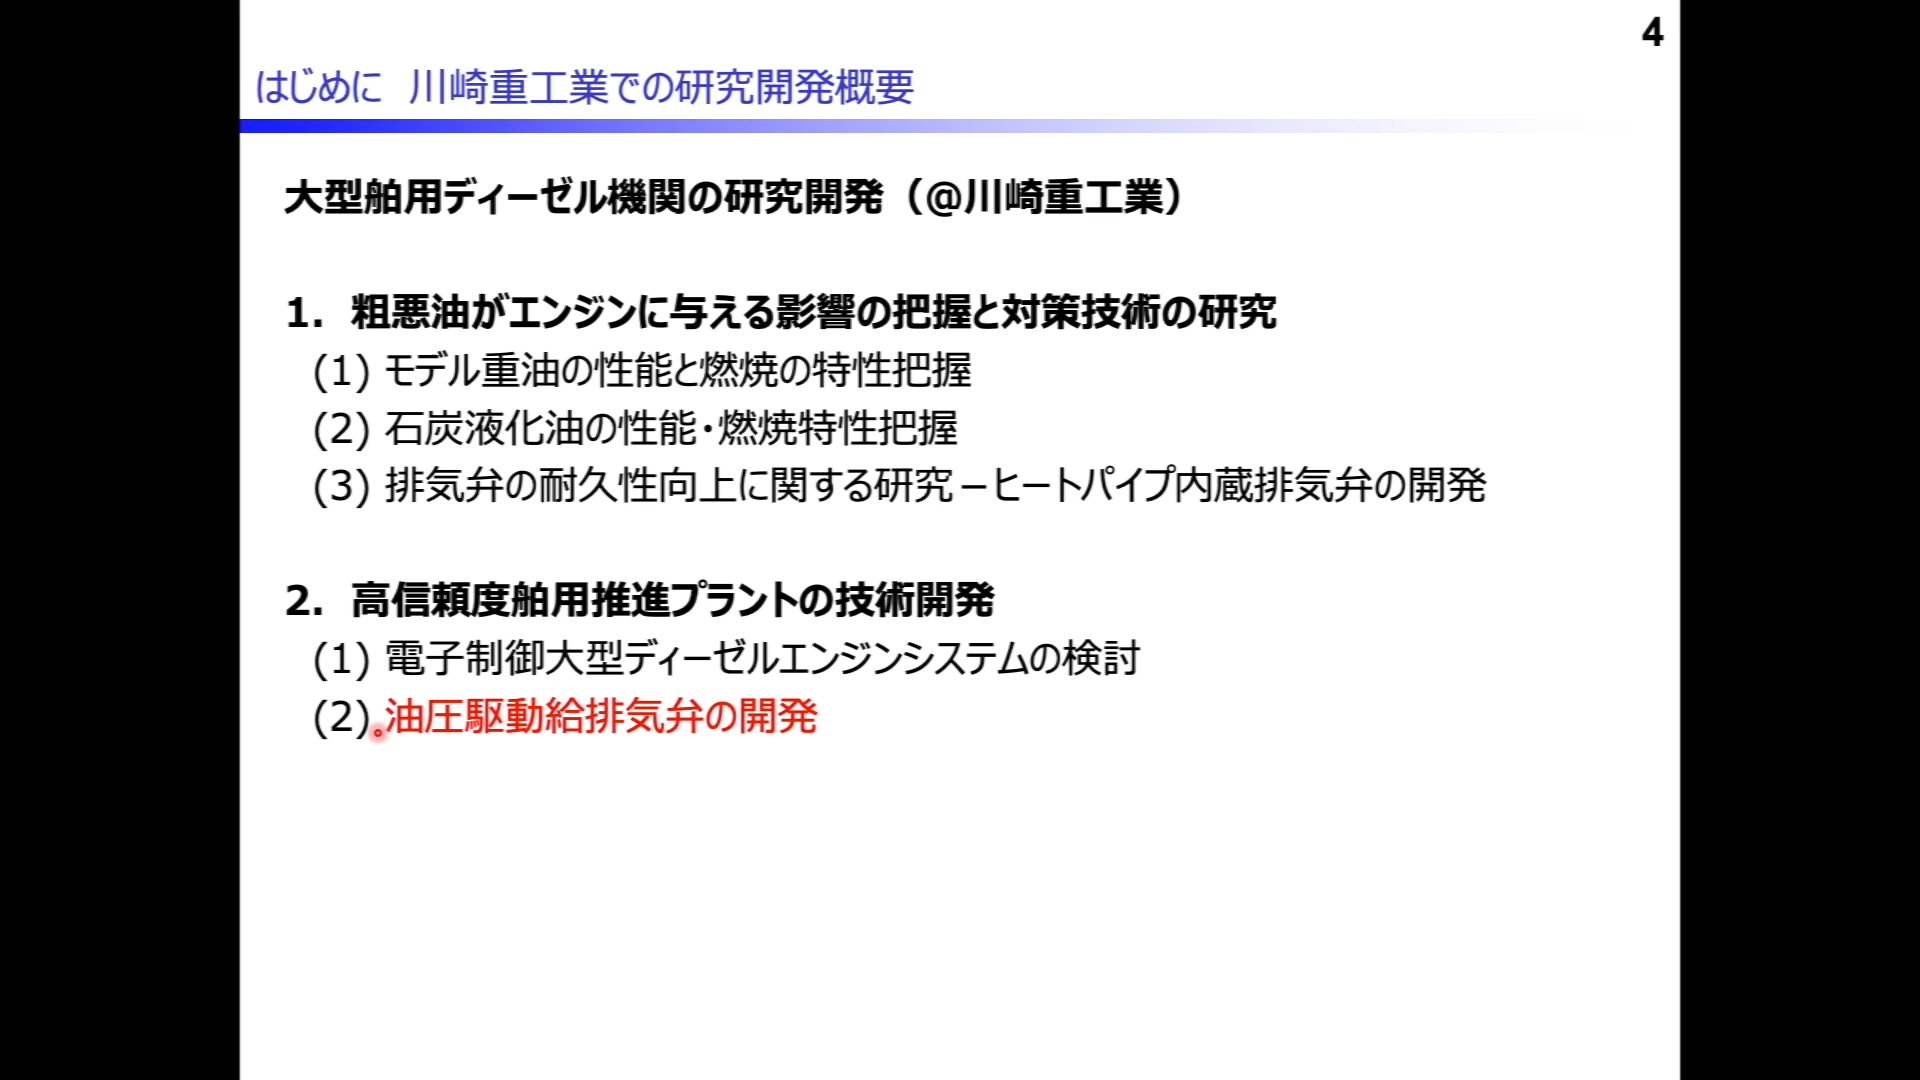 4
はじめに 川崎重工業での研究開発概要
大型舶用ディーゼル機関の研究開発（@川崎重工業）
1. 粗悪油がエンジンに与える影響の把握と対策技術の研究
(1) モデル重油の性能と燃焼の特性把握
(2) 石炭液化油の性能・燃焼特性把握
(3) 排気弁の耐久性向上に関する研究－ヒートパイプ内蔵排気弁の開発
2. 高信頼度舶用推進プラントの技術開発
(1) 電子制御大型ディーゼルエンジンシステムの検討
(2) 油圧駆動給排気弁の開発